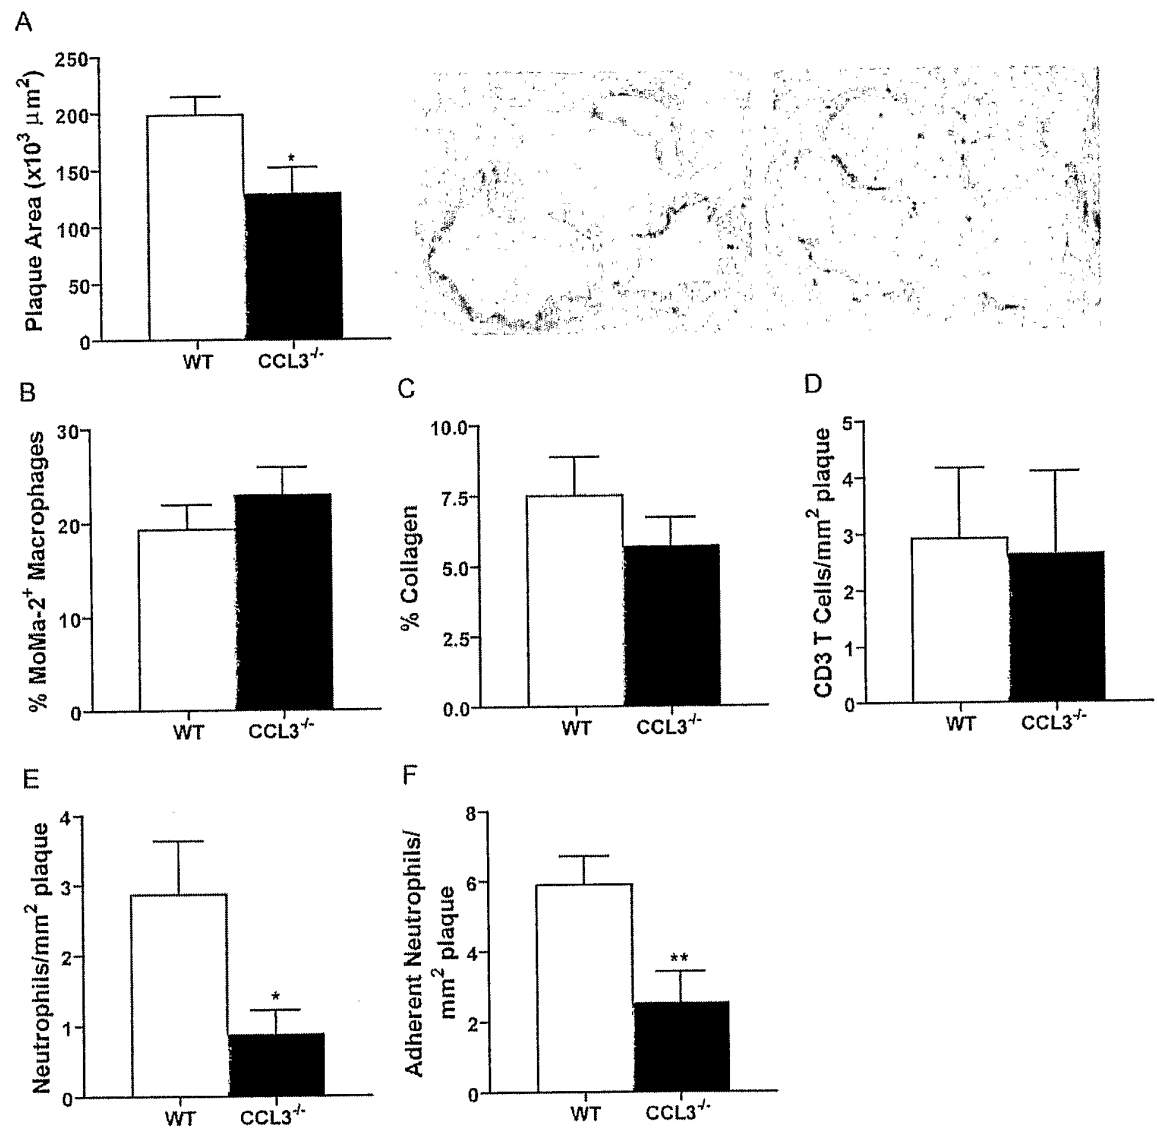 A
Plaque Area (x10³ µm²)
250
200
150
100
50
0
*
WT
CCL3-/-
B
% MoMa-2⁺ Macrophages
30
20
10
0
WT
CCL3-/-
C
% Collagen
10.0
7.5
5.0
2.5
0.0
WT
CCL3-/-
D
CD3 T Cells/mm² plaque
5
4
3
2
1
0
WT
CCL3-/-
E
Neutrophils/mm² plaque
4
3
2
1
0
*
WT
CCL3-/-
F
Adherent Neutrophils/
mm² plaque
8
6
4
2
0
**
WT
CCL3-/-